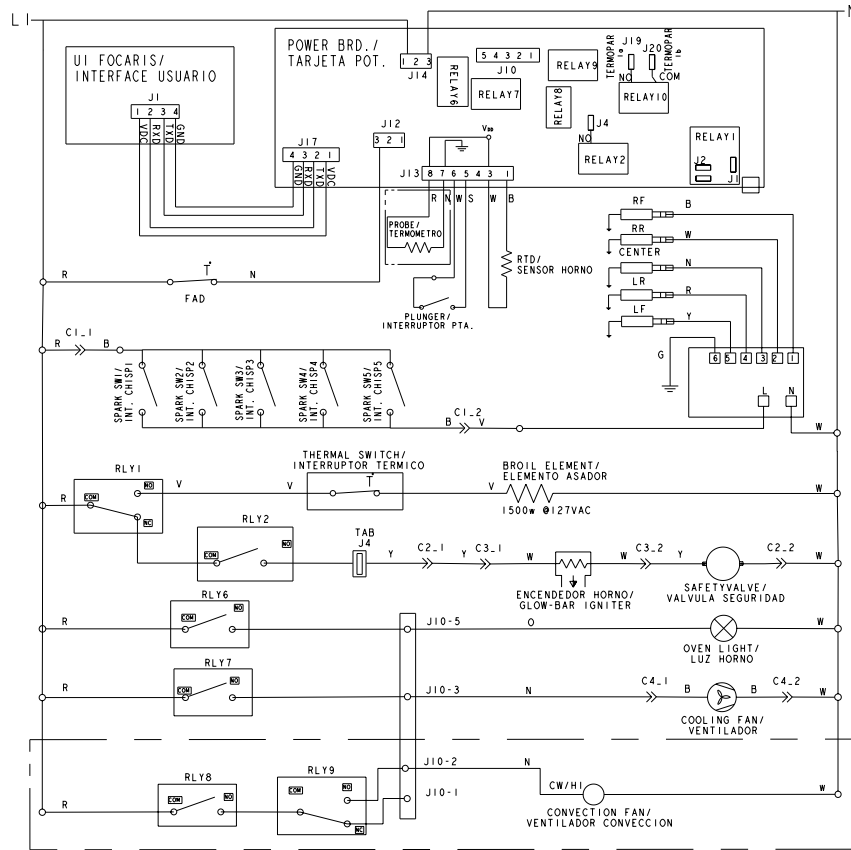 L1
N
UI FOCARIS/
INTERFACE USUARIO
J1
1 2 3 4
VDC
RXD
TXD
GND
POWER BRD./
TARJETA POT.
1 2 3
J14
RELAY6
5 4 3 2 1
J10
RELAY7
RELAY9
RELAY8
TERMOPAR
1a
J19
J20
TERMOPAR
1b
NO
COM
RELAY10
J4
NO
RELAY2
RELAY1
J2
J1
J17
4 3 2 1
GND
RXD
TXD
VDC
J12
3 2 1
VDD
J13
8 7 6 5 4 3 1
R N W S W B
PROBE/
TERMOMETRO
RTD/
SENSOR HORNO
PLUNGER/
INTERRUPTOR PTA.
R
T°
N
FAD
RF
B
RR
W
CENTER
N
LR
R
LF
Y
G
6 5 4 3 2 1
L N
R
C1_1
B
SPARK SW1/
INT. CHISP1
SPARK SW2/
INT. CHISP2
SPARK SW3/
INT. CHISP3
SPARK SW4/
INT. CHISP4
SPARK SW5/
INT. CHISP5
C1_2
B
V
W
RLY1
NO
COM
NC
R
V
V
THERMAL SWITCH/
INTERRUPTOR TERMICO
T°
V
BROIL ELEMENT/
ELEMENTO ASADOR
1500w @127VAC
W
RLY2
NO
COM
TAB
J4
Y
C2_1
Y
C3_1
W
W
C3_2
Y
C2_2
W
ENCENDEDOR HORNO/
GLOW-BAR IGNITER
SAFETYVALVE/
VALVULA SEGURIDAD
RLY6
NO
COM
R
J10-5
O
W
OVEN LIGHT/
LUZ HORNO
RLY7
NO
COM
R
J10-3
N
C4_1
B
B
C4_2
W
COOLING FAN/
VENTILADOR
RLY8
COM
NO
R
RLY9
COM
NO
NC
J10-2
N
J10-1
CW/HI
W
CONVECTION FAN/
VENTILADOR CONVECCION